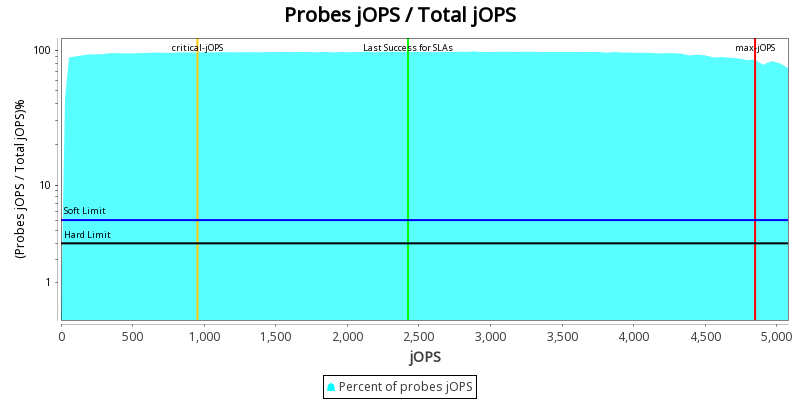 Probes jOPS / Total jOPS
100
critical-jOPS
Last Success for SLAs
max-jOPS
(Probes jOPS / Total jOPS)%
10
Soft Limit
Hard Limit
1
0
500
1,000
1,500
2,000
2,500
3,000
3,500
4,000
4,500
5,000
jOPS
Percent of probes jOPS